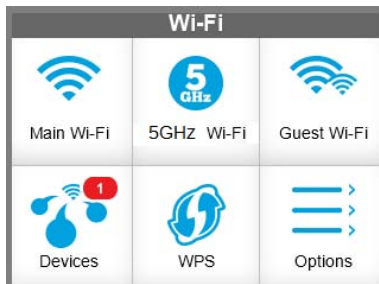 Wi-Fi
5
GHz
Main Wi-Fi
5GHz Wi-Fi
Guest Wi-Fi
1
Devices
WPS
Options